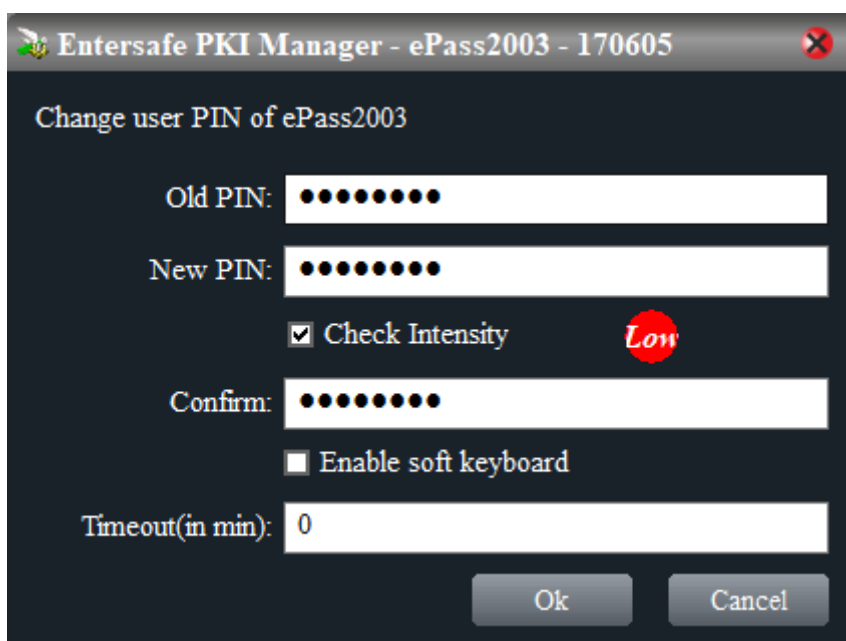 Entersafe PKI Manager - ePass2003 - 170605
Change user PIN of ePass2003
Old PIN: ●●●●●●●●
New PIN: ●●●●●●●●
Check Intensity Low
Confirm: ●●●●●●●●
Enable soft keyboard
Timeout(in min): 0
Ok Cancel